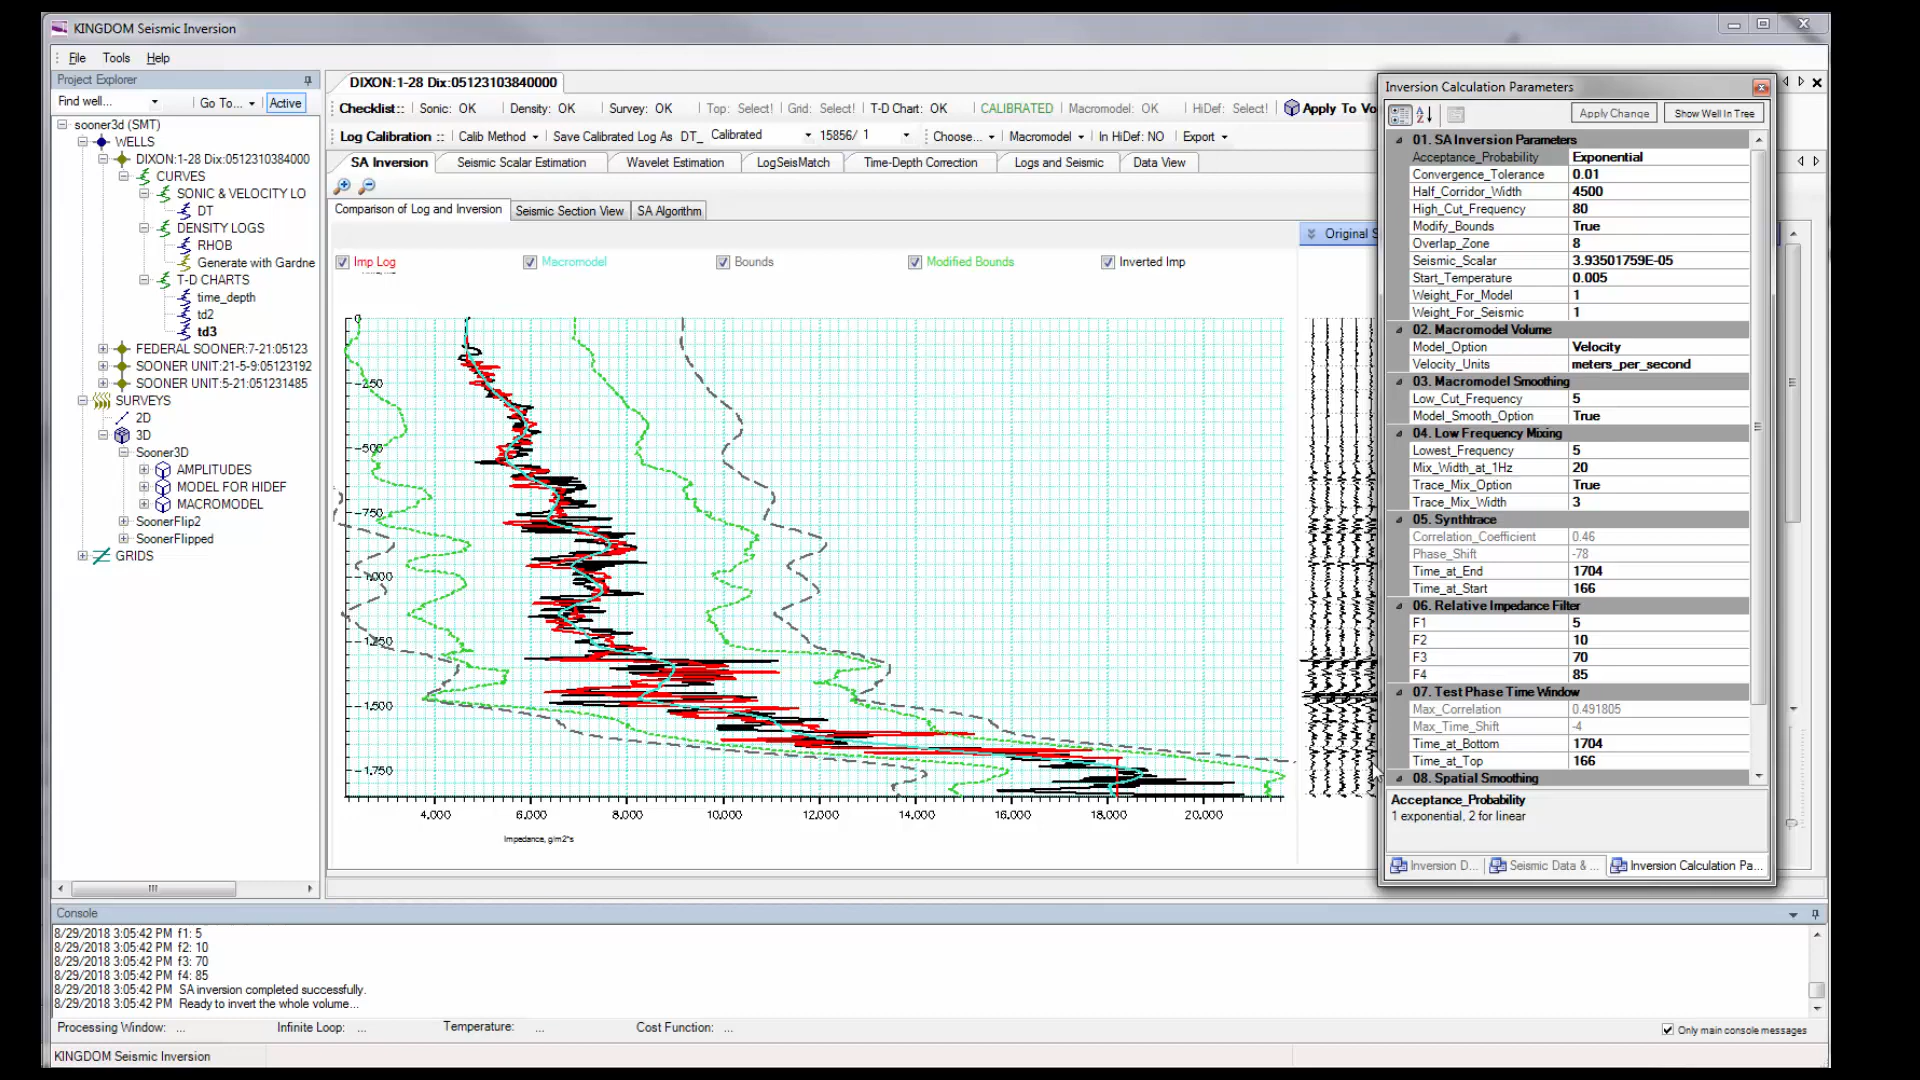 KINGDOM Seismic Inversion
File Tools Help
Project Explorer
Find well... Go To... Active
sooner3d (SMT)
WELLS
DIXON:1-28 Dix:0512310384000
CURVES
SONIC & VELOCITY LO
DT
DENSITY LOGS
RHOB
Generate with Gardne
T-D CHARTS
time_depth
td2
td3
FEDERAL SOONER:7-21:05123
SOONER UNIT:21-5-9:05123192
SOONER UNIT:5-21:051231485
SURVEYS
2D
3D
Sooner3D
AMPLITUDES
MODEL FOR HIDEF
MACROMODEL
SoonerFlip2
SoonerFlipped
GRIDS
DIXON:1-28 Dix:05123103840000
Checklist:: Sonic: OK Density: OK Survey: OK Top: Select! Grid: Select! T-D Chart: OK CALIBRATED Macromodel: OK HiDef: Select! Apply To Vo
Log Calibration :: Calib Method Save Calibrated Log As DT_ Calibrated 15856/ 1 Choose... Macromodel In HiDef: NO Export
SA Inversion Seismic Scalar Estimation Wavelet Estimation LogSeisMatch Time-Depth Correction Logs and Seismic Data View
Comparison of Log and Inversion Seismic Section View SA Algorithm
Original S
Imp Log Macromodel Bounds Modified Bounds Inverted Imp
0
250
500
750
1,000
1,250
1,500
1,750
4,000 6,000 8,000 10,000 12,000 14,000 16,000 18,000 20,000
Impedance, g/m2*s
Inversion Calculation Parameters
Apply Change Show Well In Tree
01. SA Inversion Parameters
Acceptance_Probability Exponential
Convergence_Tolerance 0.01
Half_Corridor_Width 4500
High_Cut_Frequency 80
Modify_Bounds True
Overlap_Zone 8
Seismic_Scalar 3.93501759E-05
Start_Temperature 0.005
Weight_For_Model 1
Weight_For_Seismic 1
02. Macromodel Volume
Model_Option Velocity
Velocity_Units meters_per_second
03. Macromodel Smoothing
Low_Cut_Frequency 5
Model_Smooth_Option True
04. Low Frequency Mixing
Lowest_Frequency 5
Mix_Width_at_1Hz 20
Trace_Mix_Option True
Trace_Mix_Width 3
05. Synthtrace
Correlation_Coefficient 0.46
Phase_Shift -78
Time_at_End 1704
Time_at_Start 166
06. Relative Impedance Filter
F1 5
F2 10
F3 70
F4 85
07. Test Phase Time Window
Max_Correlation 0.491805
Max_Time_Shift -4
Time_at_Bottom 1704
Time_at_Top 166
08. Spatial Smoothing
Acceptance_Probability
1 exponential, 2 for linear
Inversion D... Seismic Data & ... Inversion Calculation Pa...
Console
8/29/2018 3:05:42 PM f1: 5
8/29/2018 3:05:42 PM f2: 10
8/29/2018 3:05:42 PM f3: 70
8/29/2018 3:05:42 PM f4: 85
8/29/2018 3:05:42 PM SA inversion completed successfully.
8/29/2018 3:05:42 PM Ready to invert the whole volume...
Processing Window: ... Infinite Loop: ... Temperature: ... Cost Function: ... Only main console messages
KINGDOM Seismic Inversion